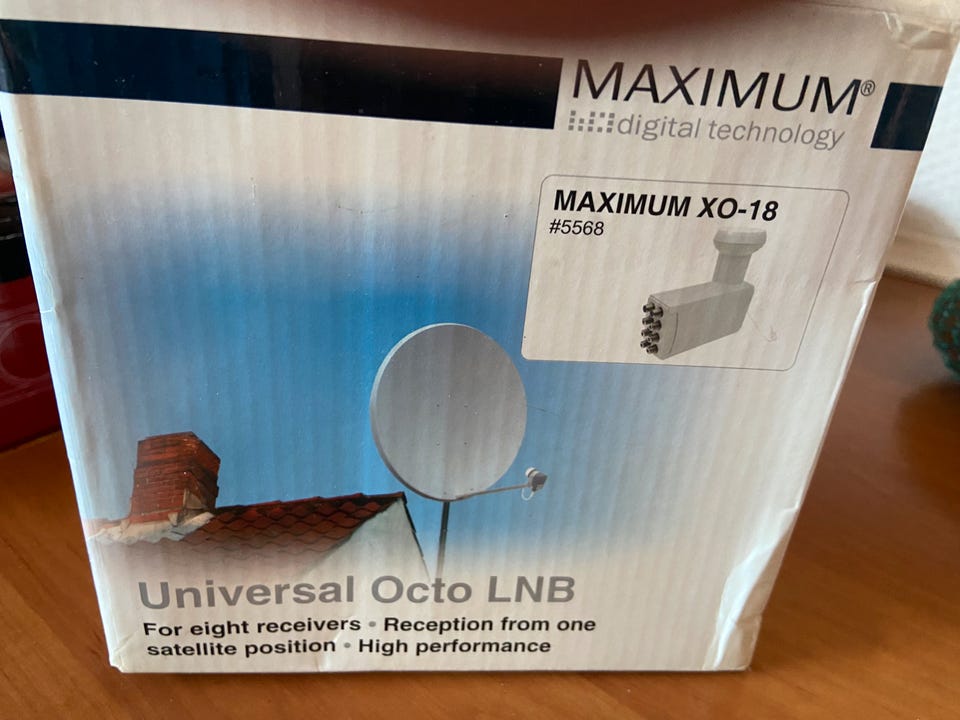 MAXIMUM®
digital technology
MAXIMUM XO-18
#5568
Universal Octo LNB
For eight receivers • Reception from one
satellite position • High performance